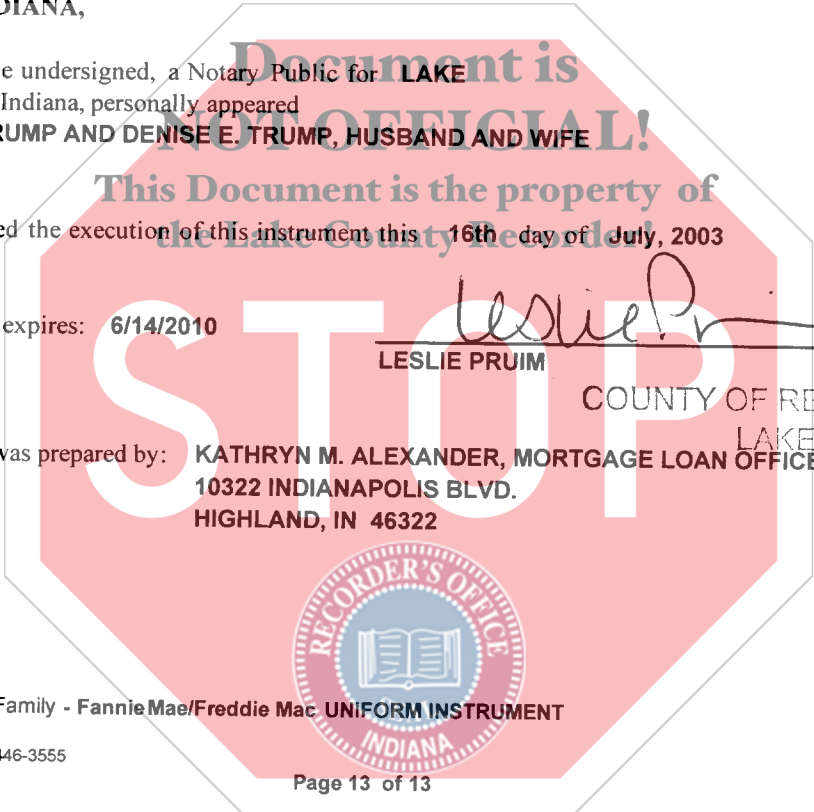 DIANA,
e undersigned, a Notary Public for LAKE
Indiana, personally appeared
RUMP AND DENISE E. TRUMP, HUSBAND AND WIFE
ed the execution of this instrument this 16th day of July, 2003
Document is
NOT OFFICIAL!
This Document is the property of
the Lake County Recorder!
STOP
expires: 6/14/2010
Leslie Pr
LESLIE PRUIM
COUNTY OF RE
LAKE
was prepared by: KATHRYN M. ALEXANDER, MORTGAGE LOAN OFFICE
10322 INDIANAPOLIS BLVD.
HIGHLAND, IN 46322
RECORDER'S OFFICE
INDIANA
Family - Fannie Mae/Freddie Mac UNIFORM INSTRUMENT
446-3555
Page 13 of 13